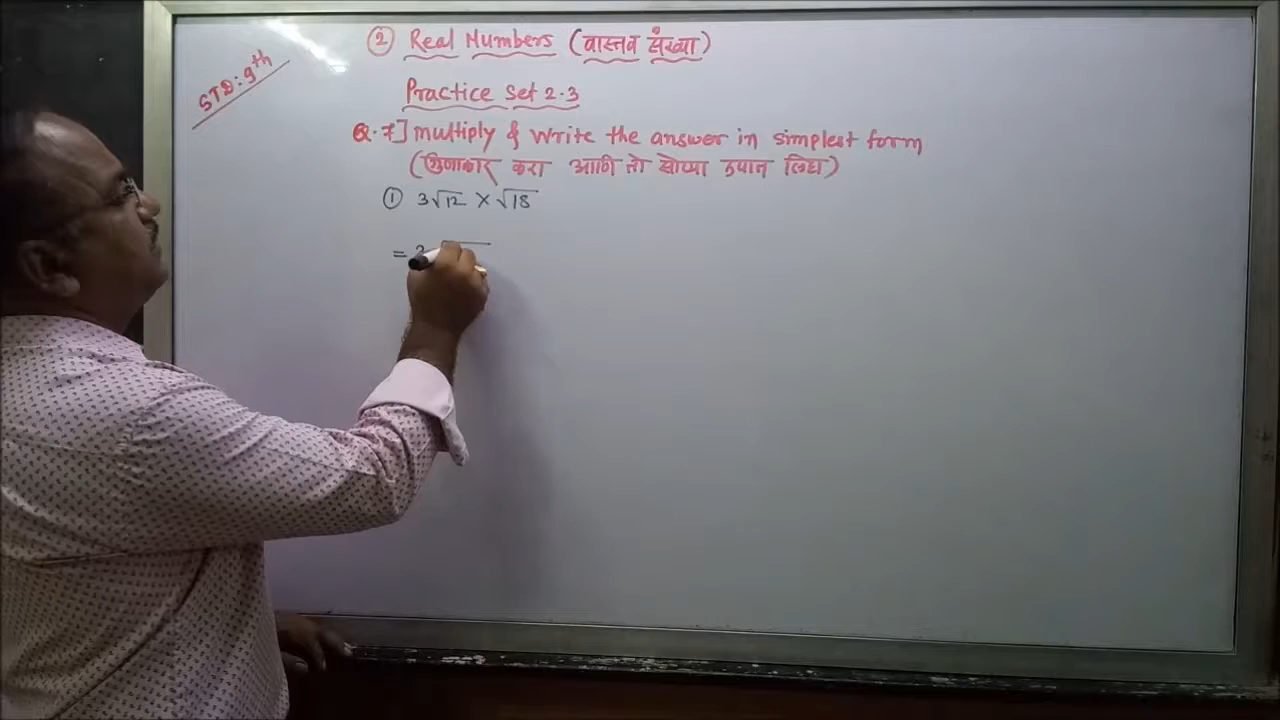 STD: 9th
② Real Numbers (वास्तव संख्या)
Practice Set 2.3
Q.7] Multiply & Write the answer in simplest form
(गुणाकार करा आणि तो सोप्या रुपात लिहा)
① 3√12 × √18
= 3 √